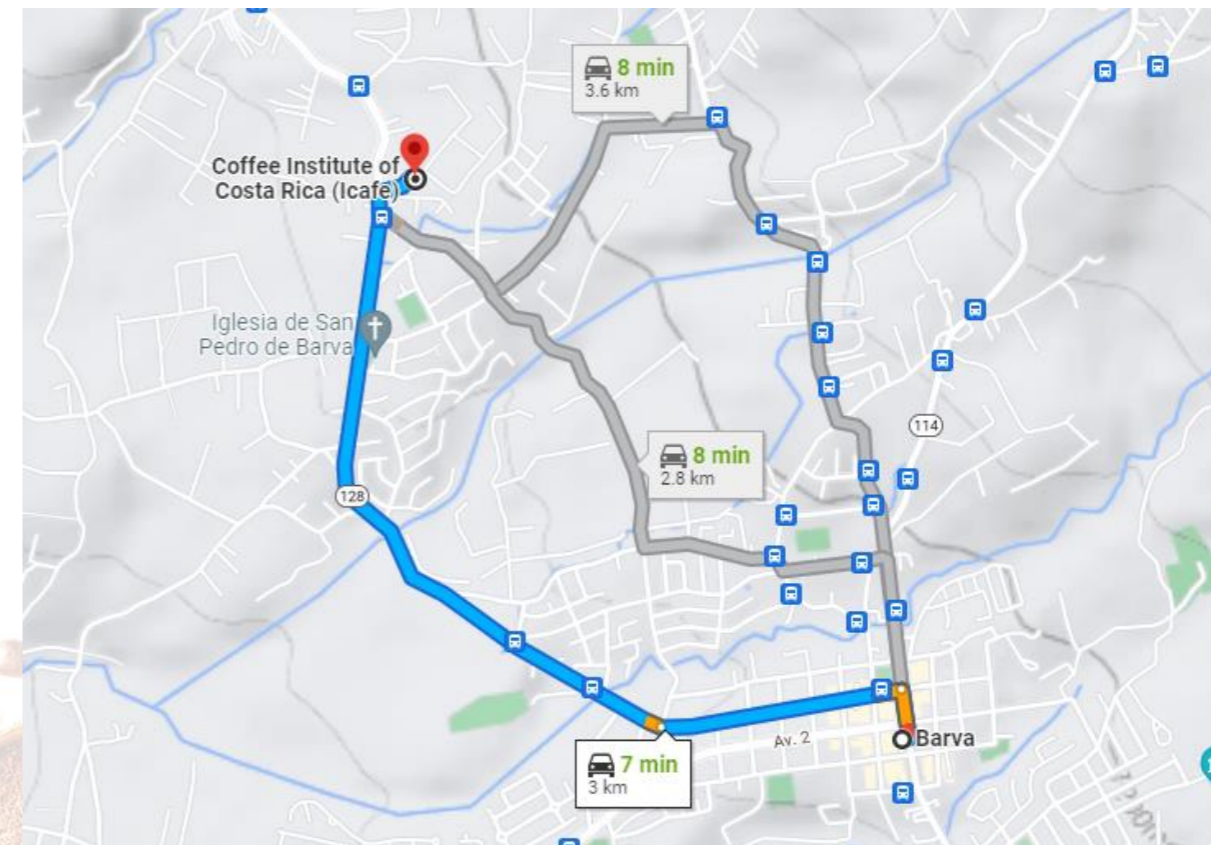 8 min
3.6 km
Coffee Institute of
Costa Rica (Icafé)
Iglesia de San
Pedro de Barva
114
8 min
2.8 km
128
Av. 2
Barva
7 min
3 km